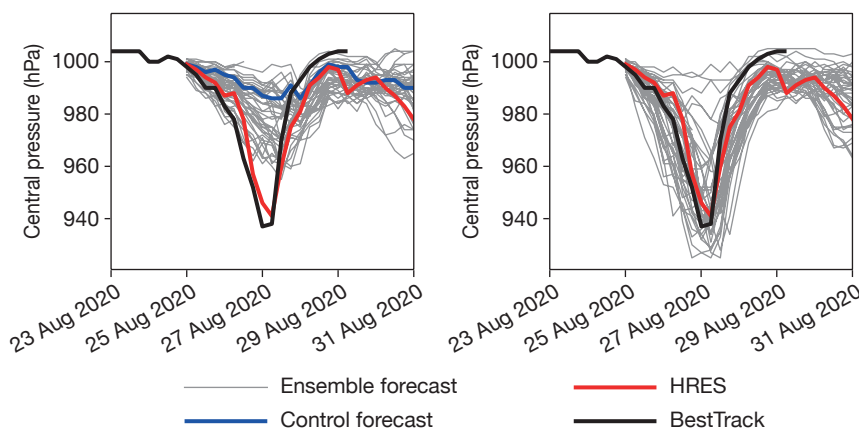 Central pressure (hPa)
1000
980
960
940
23 Aug 2020
25 Aug 2020
27 Aug 2020
29 Aug 2020
31 Aug 2020
Central pressure (hPa)
1000
980
960
940
23 Aug 2020
25 Aug 2020
27 Aug 2020
29 Aug 2020
31 Aug 2020
Ensemble forecast
HRES
Control forecast
BestTrack